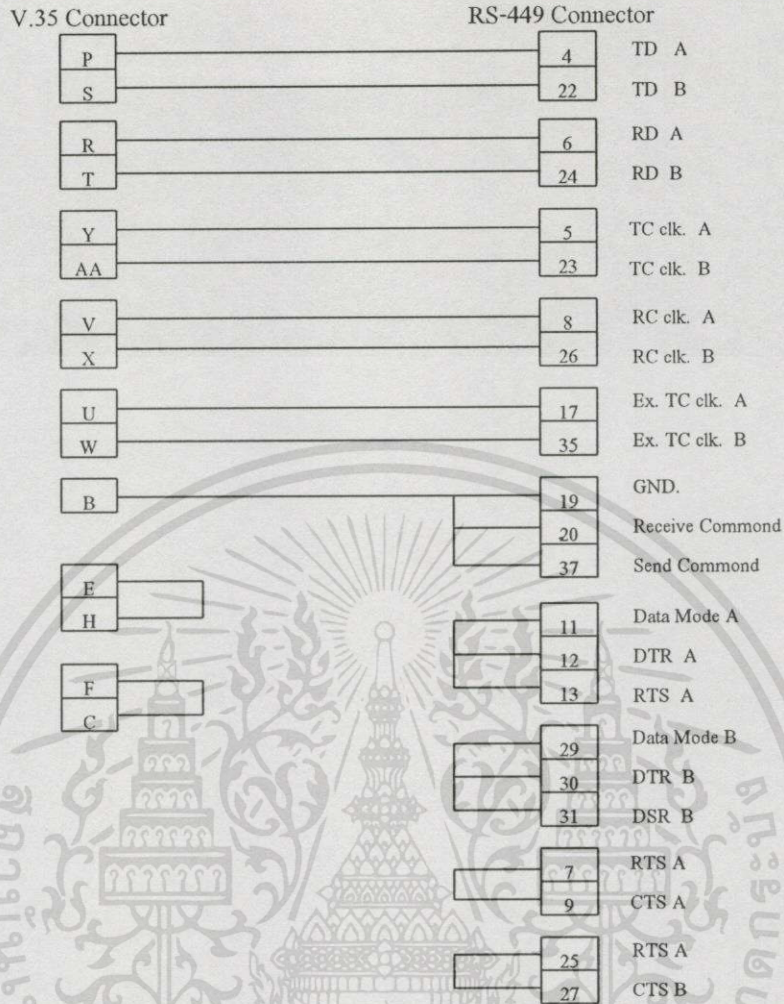 V.35 Connector RS-449 Connector
P 4 TD A
S 22 TD B
R 6 RD A
T 24 RD B
Y 5 TC clk. A
AA 23 TC clk. B
V 8 RC clk. A
X 26 RC clk. B
U 17 Ex. TC clk. A
W 35 Ex. TC clk. B
B 19 GND.
20 Receive Commond
37 Send Commond
E
H
11 Data Mode A
12 DTR A
13 RTS A
F
C
29 Data Mode B
30 DTR B
31 DSR B
7 RTS A
9 CTS A
25 RTS A
27 CTS B